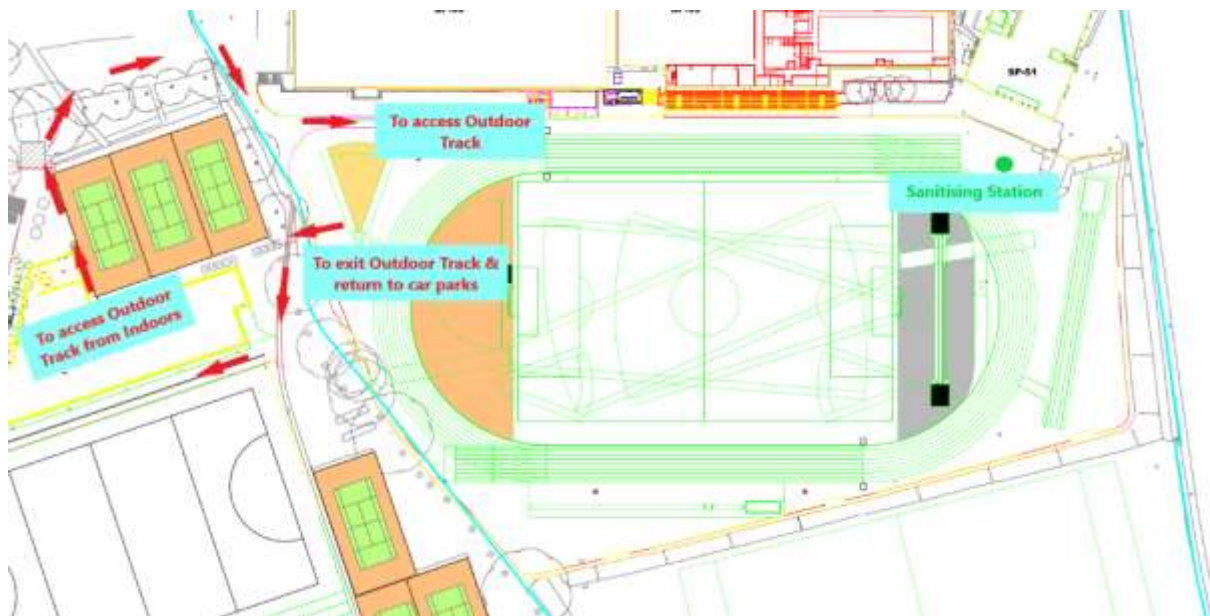 SP-51
To access Outdoor
Track
Sanitising Station
To exit Outdoor Track &
return to car parks
To access Outdoor
Track from Indoors